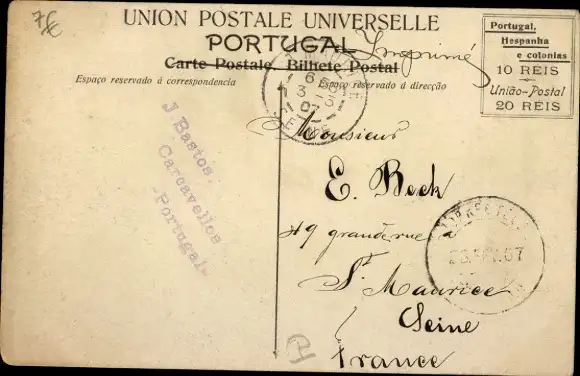 7€
UNION POSTALE UNIVERSELLE
PORTUGAL
Carte Postale. Bilhete Postal
Imprimé
Espaço reservado á correspondencia
Espaço reservado á direcção
Portugal,
Hespanha
e colonias
10 REIS
União-Postal
20 REIS
J. Bastos.
Carcavellos
-Portugal-
Monsieur
E. Beck
49 grande rue
St. Maurice
Seine
France